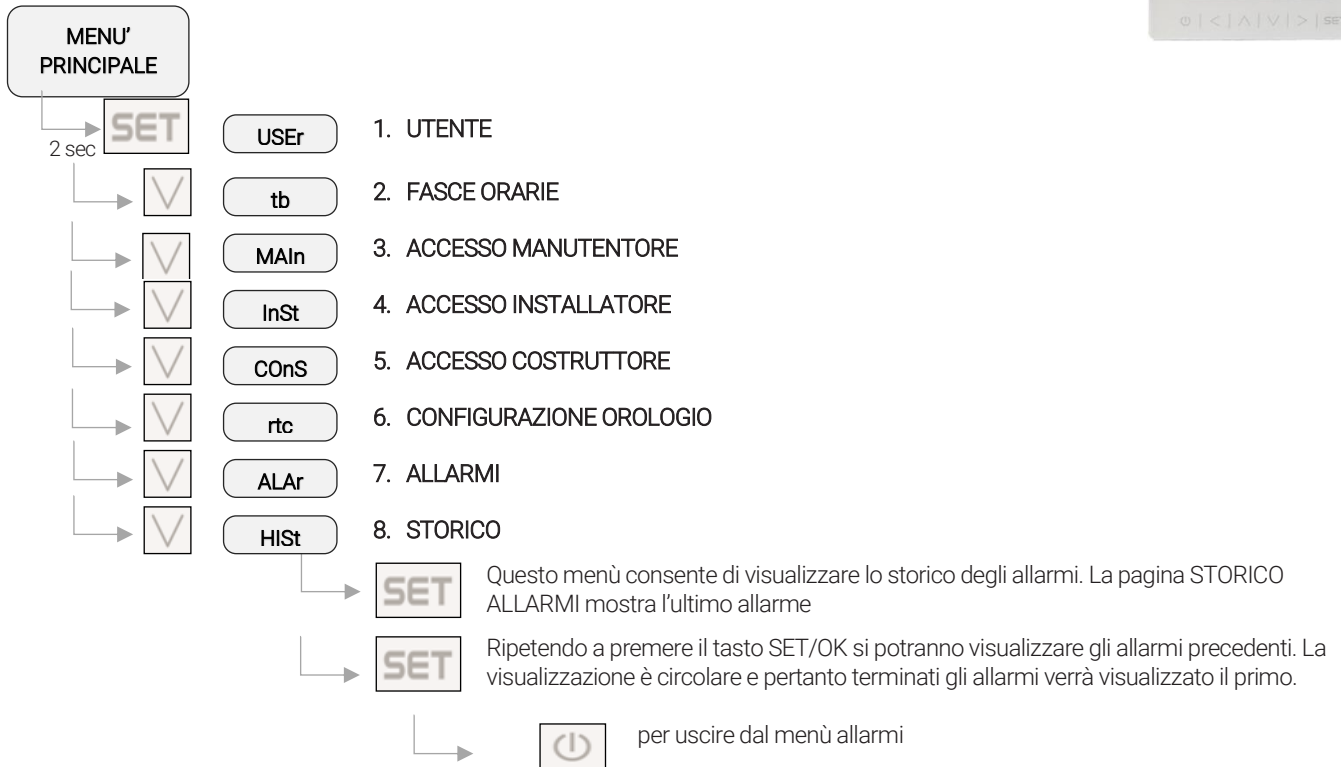 MENU'
PRINCIPALE
SET
2 sec
USEr
1. UTENTE
tb
2. FASCE ORARIE
MAIn
3. ACCESSO MANUTENTORE
InSt
4. ACCESSO INSTALLATORE
COnS
5. ACCESSO COSTRUTTORE
rtc
6. CONFIGURAZIONE OROLOGIO
ALAr
7. ALLARMI
HISt
8. STORICO
SET
Questo menù consente di visualizzare lo storico degli allarmi. La pagina STORICO
ALLARMI mostra l'ultimo allarme
SET
Ripetendo a premere il tasto SET/OK si potranno visualizzare gli allarmi precedenti. La
visualizzazione è circolare e pertanto terminati gli allarmi verrà visualizzato il primo.
per uscire dal menù allarmi